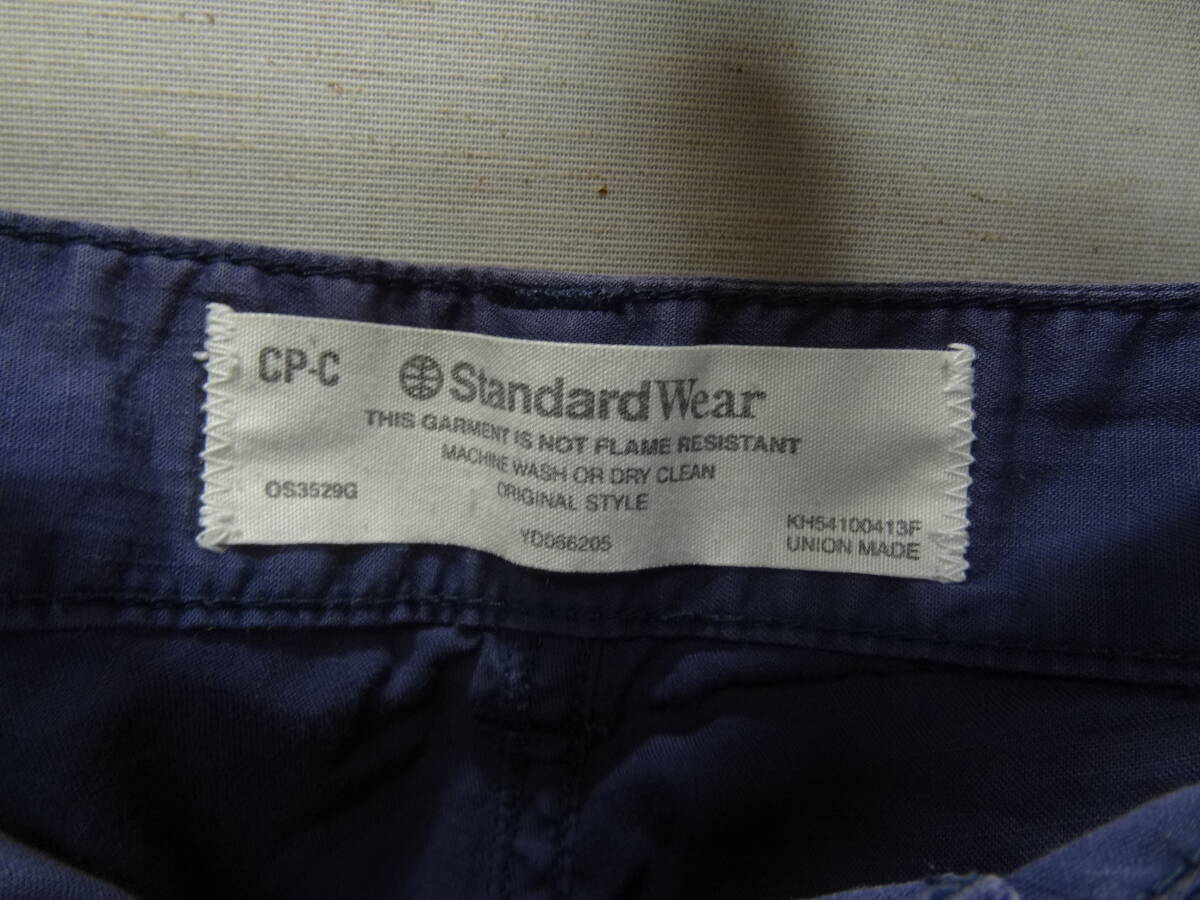 CP-C
Standard Wear
THIS GARMENT IS NOT FLAME RESISTANT
MACHINE WASH OR DRY CLEAN
ORIGINAL STYLE
OS3529G
YD066205
KH54100413F
UNION MADE